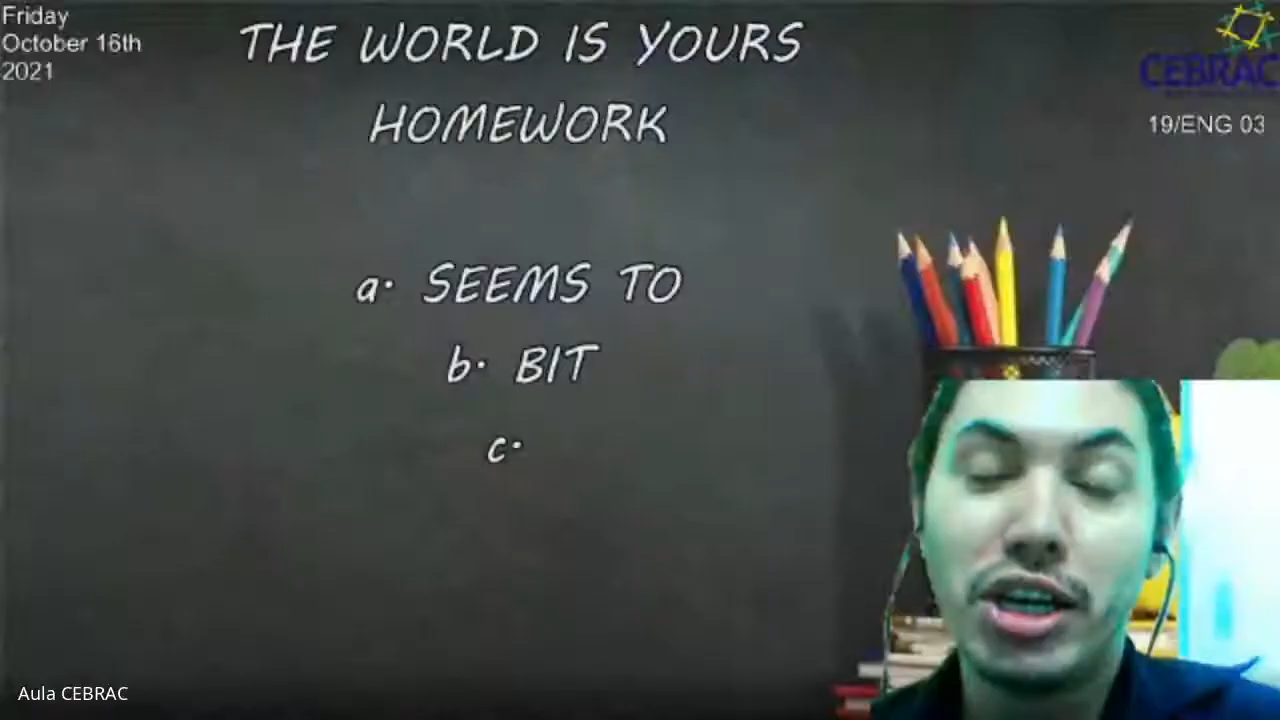 Friday
October 16th
2021
THE WORLD IS YOURS
HOMEWORK
CEBRAC
19/ENG 03
a. SEEMS TO
b. BIT
c.
Aula CEBRAC